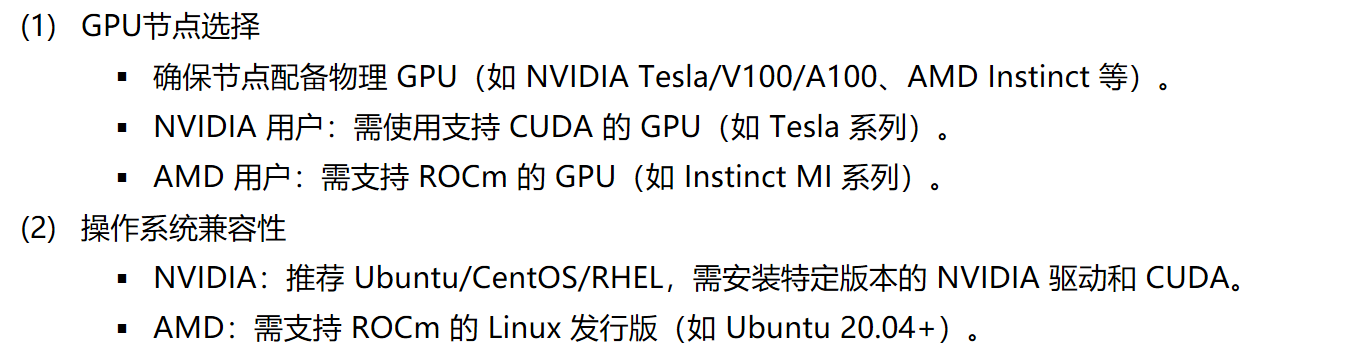 (1) GPU节点选择
▪ 确保节点配备物理 GPU（如 NVIDIA Tesla/V100/A100、AMD Instinct 等）。
▪ NVIDIA 用户：需使用支持 CUDA 的 GPU（如 Tesla 系列）。
▪ AMD 用户：需支持 ROCm 的 GPU（如 Instinct MI 系列）。
(2) 操作系统兼容性
▪ NVIDIA：推荐 Ubuntu/CentOS/RHEL，需安装特定版本的 NVIDIA 驱动和 CUDA。
▪ AMD：需支持 ROCm 的 Linux 发行版（如 Ubuntu 20.04+）。